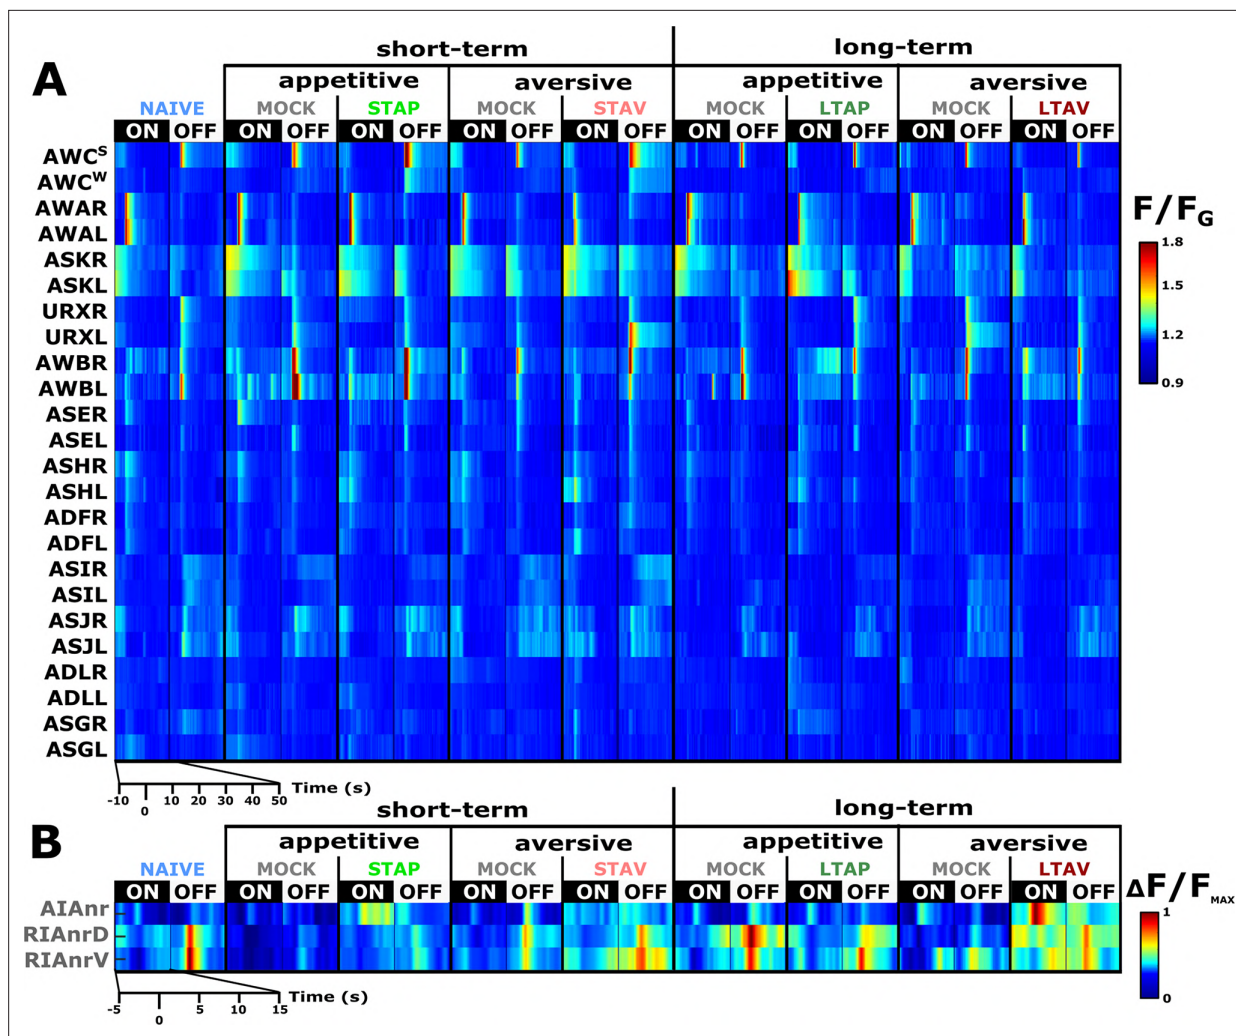 short-term long-term
A appetitive aversive appetitive aversive
NAIVE MOCK STAP MOCK STAV MOCK LTAP MOCK LTAV
ON OFF ON OFF ON OFF ON OFF ON OFF ON OFF ON OFF ON OFF ON OFF
AWCS
AWCW
AWAR
AWAL
ASKR
ASKL
URXR
URXL
AWBR
AWBL
ASER
ASEL
ASHR
ASHL
ADFR
ADFL
ASIR
ASIL
ASJR
ASJL
ADLR
ADLL
ASGR
ASGL
F/FG
1.8
1.5
1.2
0.9
-10 0 10 20 30 40 50 Time (s)
short-term long-term
B appetitive aversive appetitive aversive
NAIVE MOCK STAP MOCK STAV MOCK LTAP MOCK LTAV
ON OFF ON OFF ON OFF ON OFF ON OFF ON OFF ON OFF ON OFF ON OFF
AIAnr
RIAnrD
RIAnrV
ΔF/FMAX
1
0
-5 0 5 10 15 Time (s)